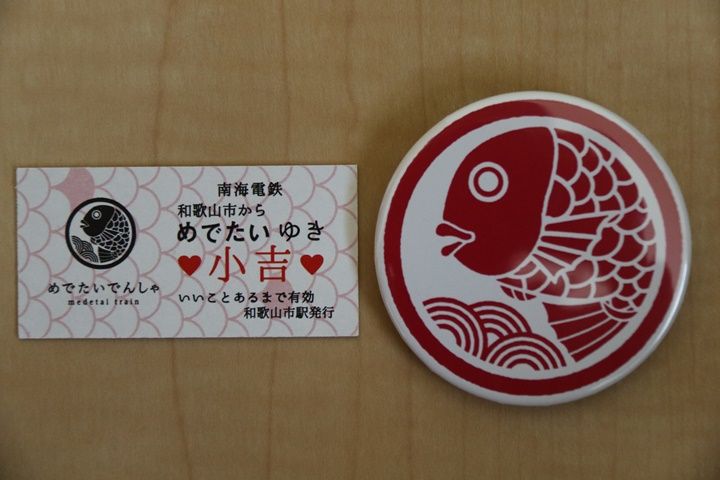 南海電鉄
和歌山市から
めでたい ゆき
♥小吉♥
いいことあるまで有効
和歌山市駅発行
めでたいでんしゃ
medetai train